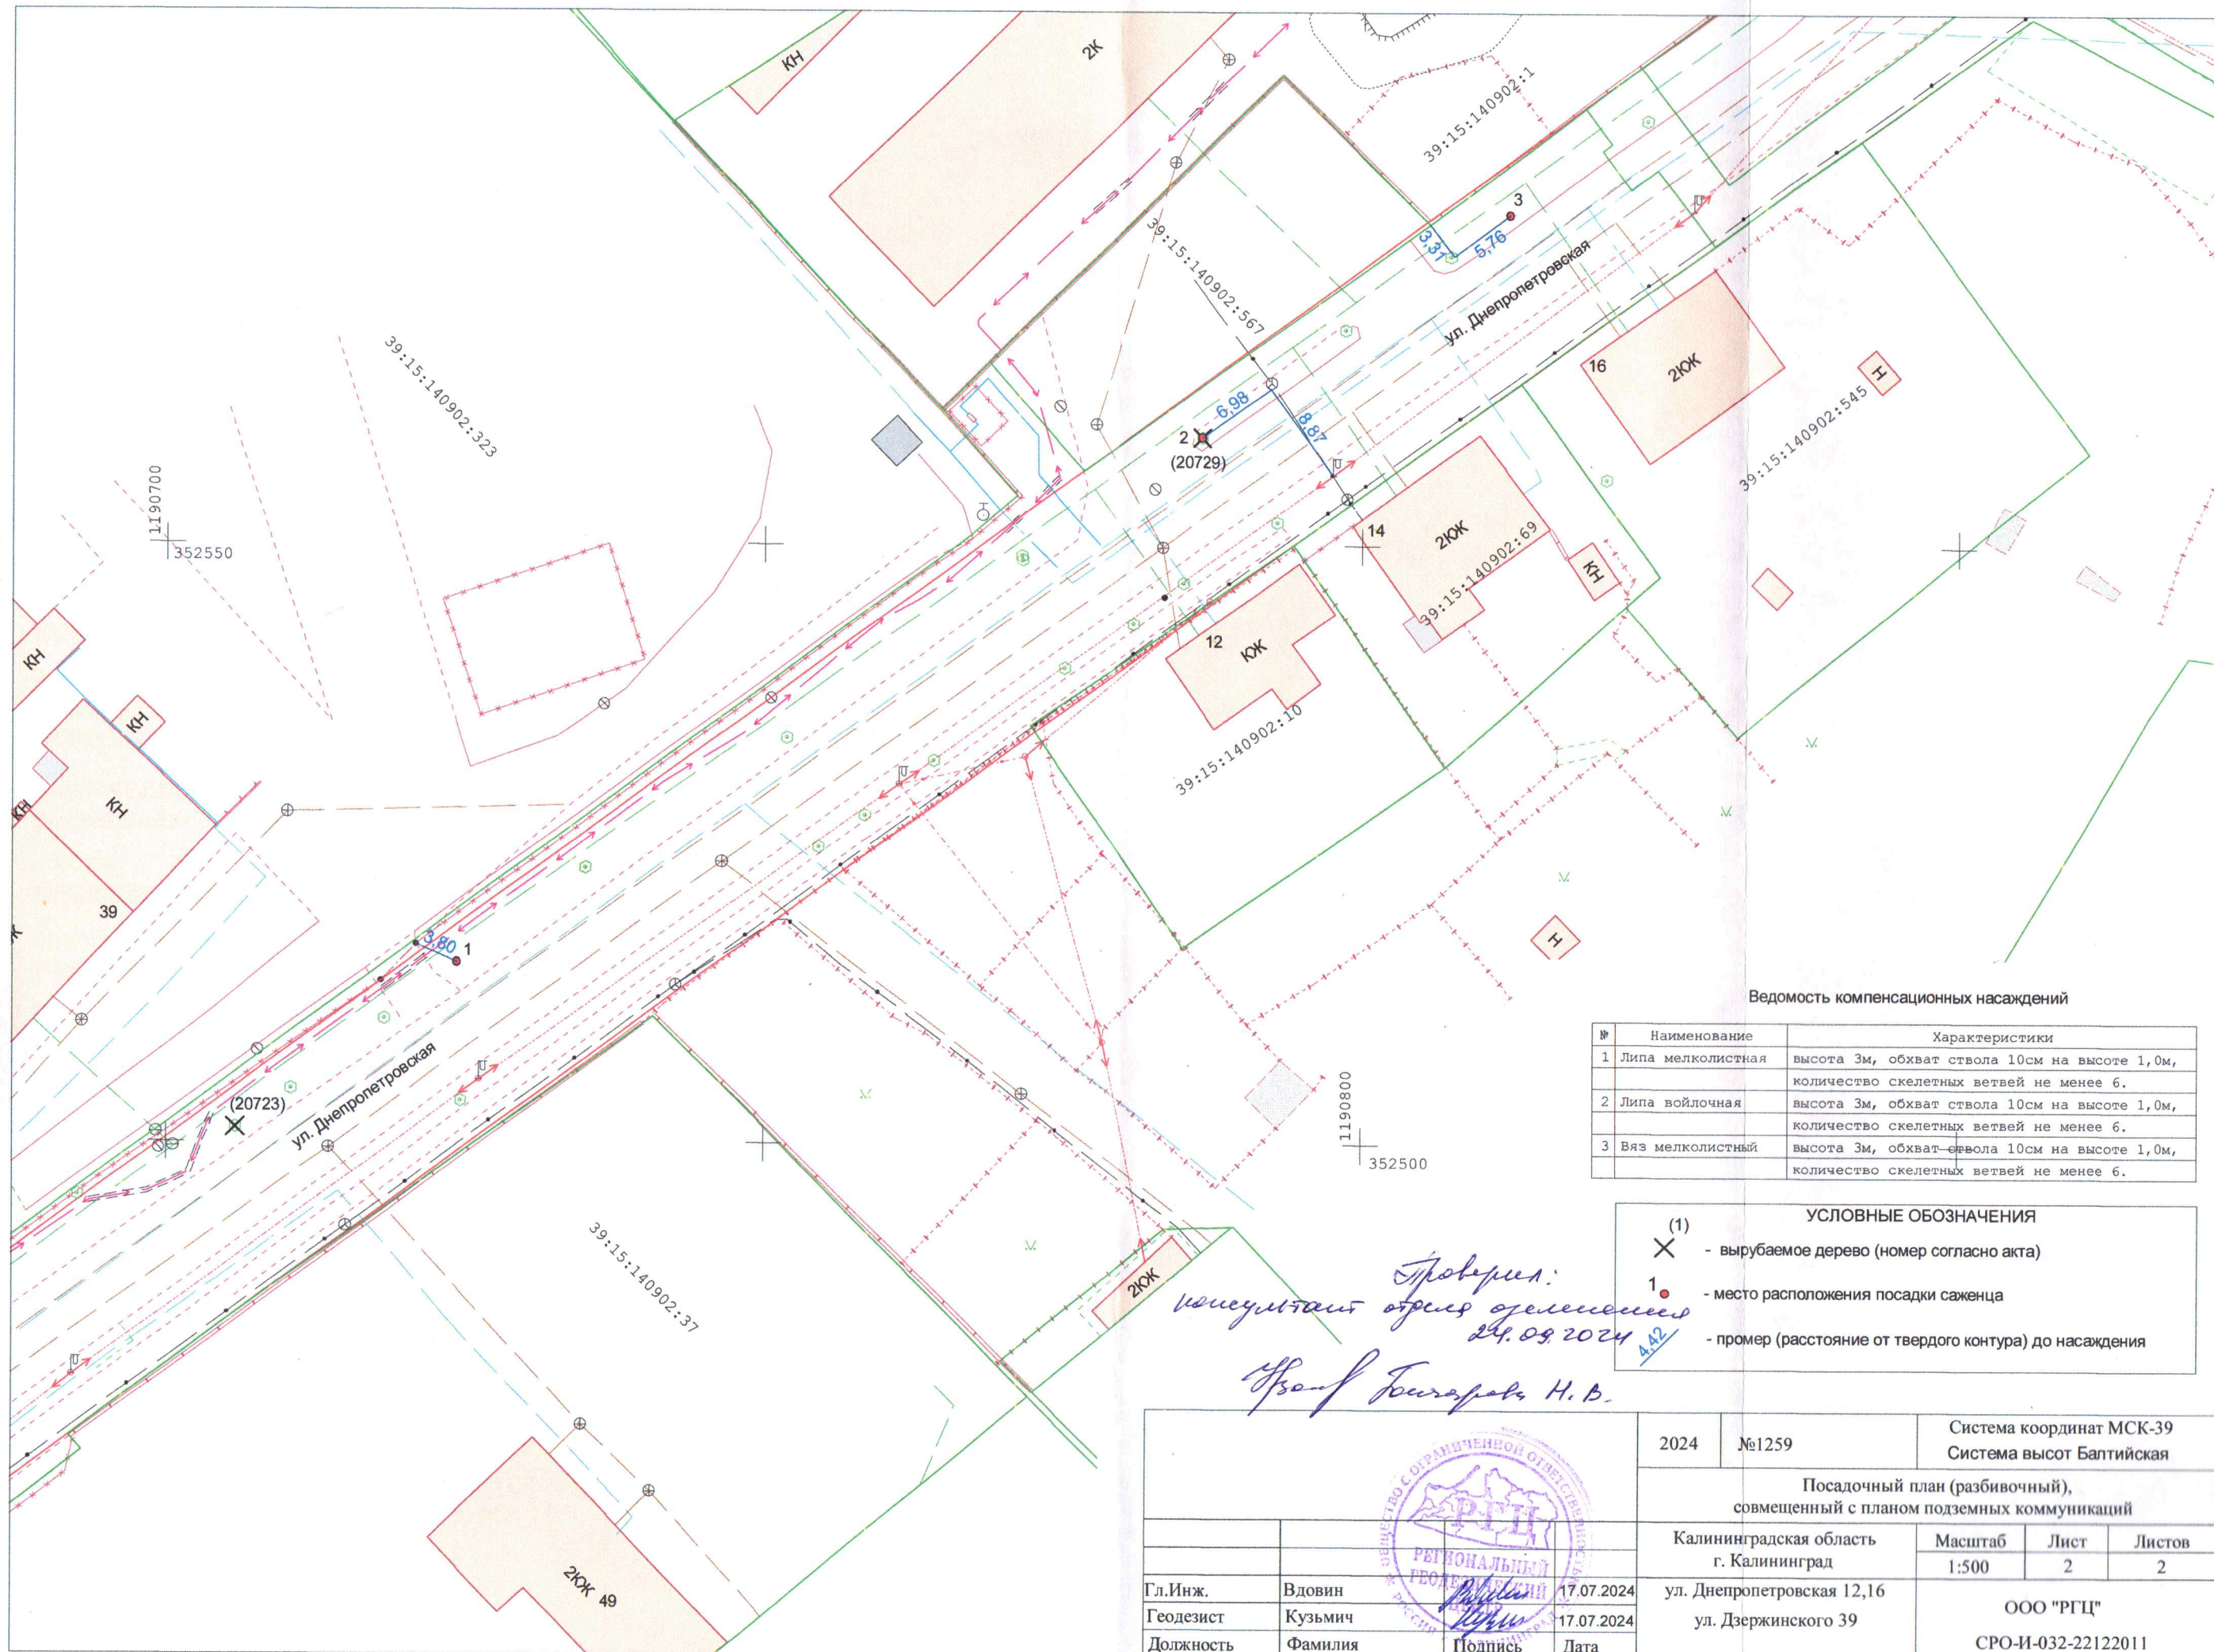 КН
2К
39:15:140902:1
3
3,31
5,76
ул. Днепропетровская
39:15:140902:567
39:15:140902:323
16
2КЖ
Н
39:15:140902:545
6,98
8,87
2
(20729)
1190700
352550
14
2КЖ
39:15:140902:69
КН
12
КЖ
39:15:140902:10
КН
КН
КН
КН
39
Ж
3,80
1
Н
(20723)
ул. Днепропетровская
1190800
352500
39:15:140902:37
2КЖ
2КЖ 49
Ведомость компенсационных насаждений
№ Наименование Характеристики
1 Липа мелколистная высота 3м, обхват ствола 10см на высоте 1,0м,
количество скелетных ветвей не менее 6.
2 Липа войлочная высота 3м, обхват ствола 10см на высоте 1,0м,
количество скелетных ветвей не менее 6.
3 Вяз мелколистный высота 3м, обхват ствола 10см на высоте 1,0м,
количество скелетных ветвей не менее 6.
УСЛОВНЫЕ ОБОЗНАЧЕНИЯ
(1)
- вырубаемое дерево (номер согласно акта)
1
- место расположения посадки саженца
4,42
- промер (расстояние от твердого контура) до насаждения
Проверил:
консультант отдела озеленения
24.09.2024
Гончарова Н.В.
2024 №1259 Система координат МСК-39
Система высот Балтийская
Посадочный план (разбивочный),
совмещенный с планом подземных коммуникаций
Калининградская область
г. Калининград
Масштаб Лист Листов
1:500 2 2
ул. Днепропетровская 12,16
ул. Дзержинского 39
ООО "РГЦ"
СРО-И-032-22122011
Гл.Инж. Вдовин 17.07.2024
Геодезист Кузьмич 17.07.2024
Должность Фамилия Подпись Дата
ОБЩЕСТВО С ОГРАНИЧЕННОЙ ОТВЕТСТВЕННОСТЬЮ
РГЦ
РЕГИОНАЛЬНЫЙ
ГЕОДЕЗИЧЕСКИЙ